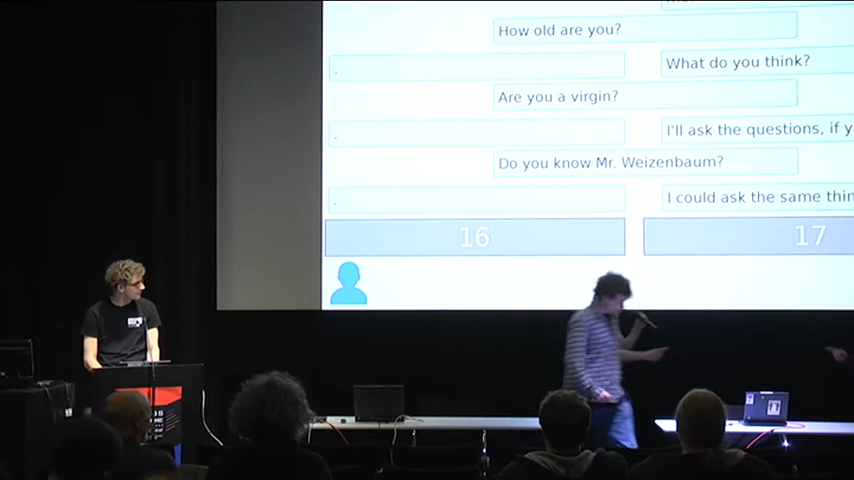 How old are you?
.
What do you think?
Are you a virgin?
.
I'll ask the questions, if y
Do you know Mr. Weizenbaum?
.
I could ask the same thin
16
17